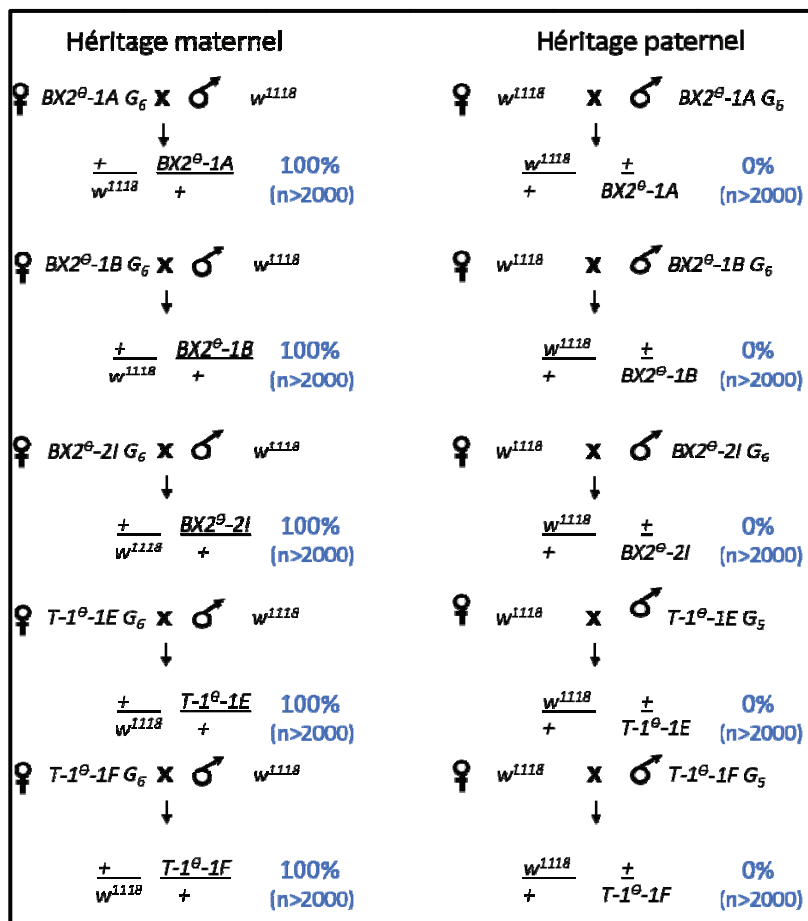 Héritage maternel
♀ BX2ᶿ-1A G₆ X ♂ w¹¹¹⁸
+ BX2ᶿ-1A 100%
w¹¹¹⁸ + (n>2000)
♀ BX2ᶿ-1B G₆ X ♂ w¹¹¹⁸
+ BX2ᶿ-1B 100%
w¹¹¹⁸ + (n>2000)
♀ BX2ᶿ-2I G₆ X ♂ w¹¹¹⁸
+ BX2ᶿ-2I 100%
w¹¹¹⁸ + (n>2000)
♀ T-1ᶿ-1E G₆ X ♂ w¹¹¹⁸
+ T-1ᶿ-1E 100%
w¹¹¹⁸ + (n>2000)
♀ T-1ᶿ-1F G₆ X ♂ w¹¹¹⁸
+ T-1ᶿ-1F 100%
w¹¹¹⁸ + (n>2000)
Héritage paternel
♀ w¹¹¹⁸ X ♂ BX2ᶿ-1A G₆
w¹¹¹⁸ + 0%
+ BX2ᶿ-1A (n>2000)
♀ w¹¹¹⁸ X ♂ BX2ᶿ-1B G₆
w¹¹¹⁸ + 0%
+ BX2ᶿ-1B (n>2000)
♀ w¹¹¹⁸ X ♂ BX2ᶿ-2I G₆
w¹¹¹⁸ + 0%
+ BX2ᶿ-2I (n>2000)
♀ w¹¹¹⁸ X ♂ T-1ᶿ-1E G₅
w¹¹¹⁸ + 0%
+ T-1ᶿ-1E (n>2000)
♀ w¹¹¹⁸ X ♂ T-1ᶿ-1F G₅
w¹¹¹⁸ + 0%
+ T-1ᶿ-1F (n>2000)